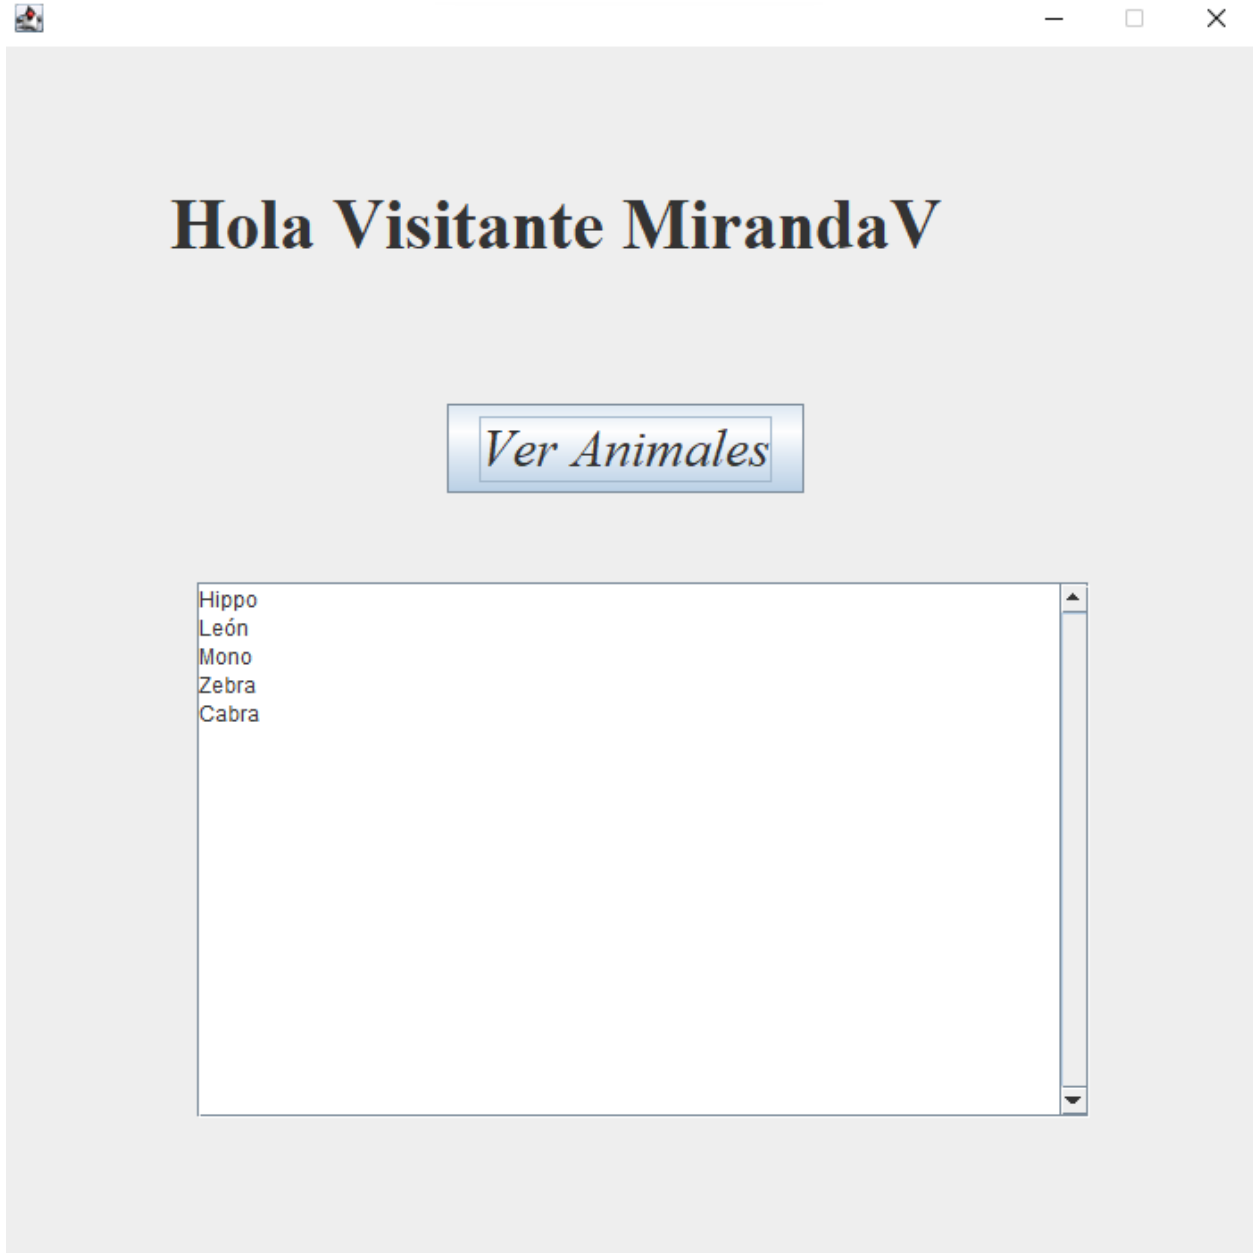 Hola Visitante MirandaV
Ver Animales
Hippo
León
Mono
Zebra
Cabra